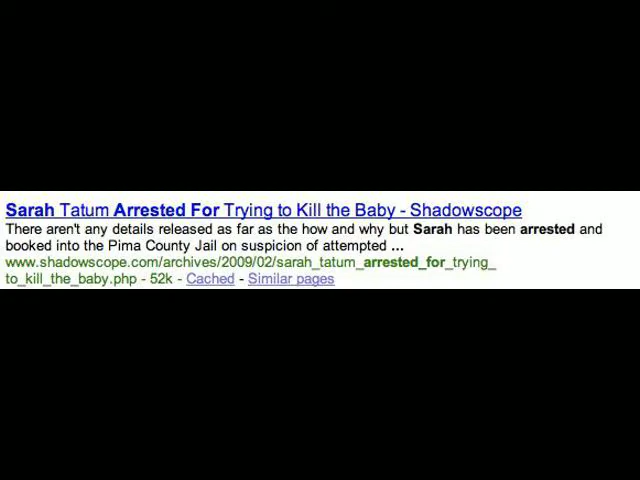 Sarah Tatum Arrested For Trying to Kill the Baby - Shadowscope
There aren't any details released as far as the how and why but Sarah has been arrested and
booked into the Pima County Jail on suspicion of attempted ...
www.shadowscope.com/archives/2009/02/sarah_tatum_arrested_for_trying_
to_kill_the_baby.php - 52k - Cached - Similar pages